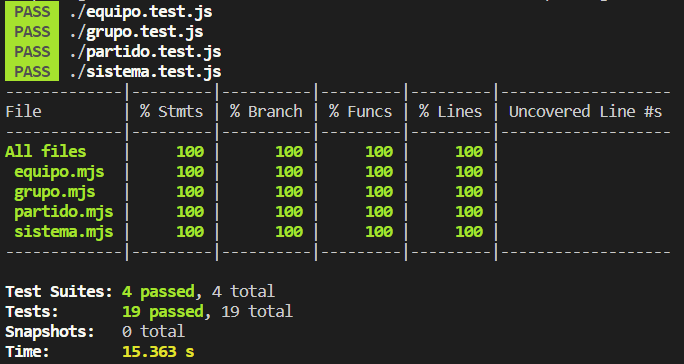 PASS ./equipo.test.js
PASS ./grupo.test.js
PASS ./partido.test.js
PASS ./sistema.test.js
-------------|---------|----------|---------|---------|-------------------
File         | % Stmts | % Branch | % Funcs | % Lines | Uncovered Line #s
-------------|---------|----------|---------|---------|-------------------
All files    |     100 |      100 |     100 |     100 |
 equipo.mjs  |     100 |      100 |     100 |     100 |
 grupo.mjs   |     100 |      100 |     100 |     100 |
 partido.mjs |     100 |      100 |     100 |     100 |
 sistema.mjs |     100 |      100 |     100 |     100 |
-------------|---------|----------|---------|---------|-------------------
Test Suites: 4 passed, 4 total
Tests:       19 passed, 19 total
Snapshots:   0 total
Time:        15.363 s